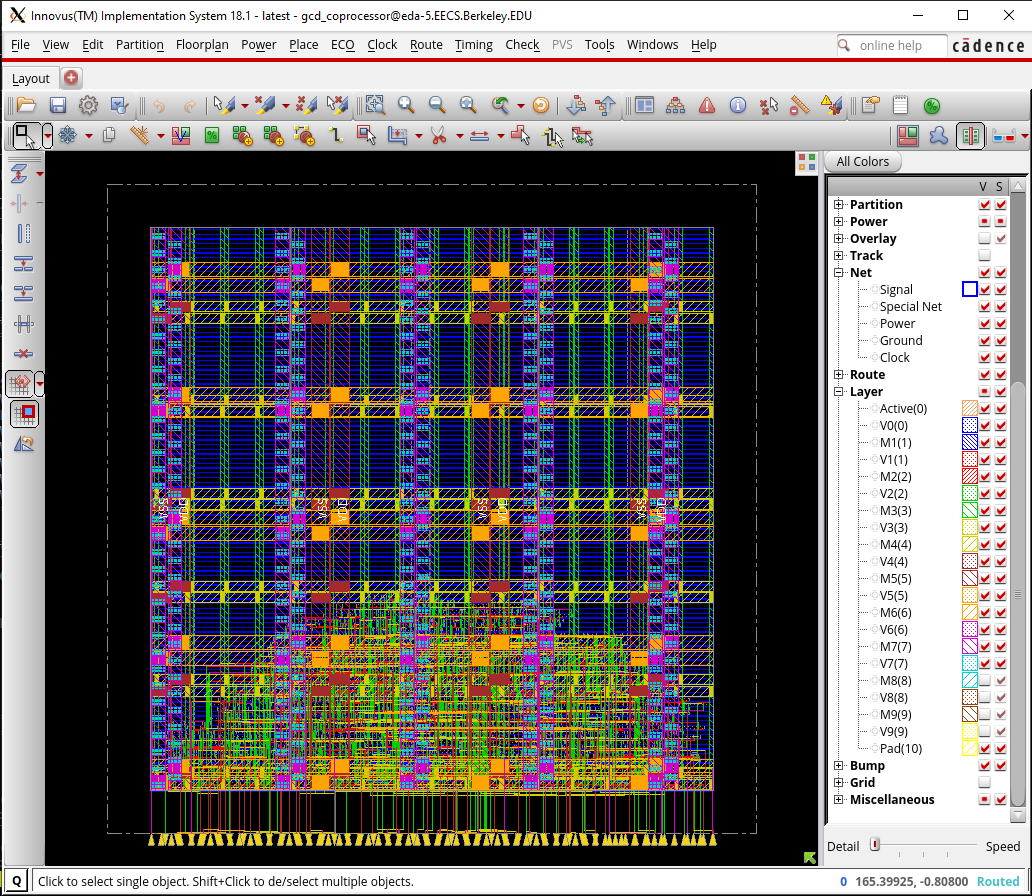 Innovus(TM) Implementation System 18.1 - latest - gcd_coprocessor@eda-5.EECS.Berkeley.EDU
File View Edit Partition Floorplan Power Place ECO Clock Route Timing Check PVS Tools Windows Help online help cādence
Layout
All Colors
V S
Partition
Power
Overlay
Track
Net
Signal
Special Net
Power
Ground
Clock
Route
Layer
Active(0)
V0(0)
M1(1)
V1(1)
M2(2)
V2(2)
M3(3)
V3(3)
M4(4)
V4(4)
M5(5)
V5(5)
M6(6)
V6(6)
M7(7)
V7(7)
M8(8)
V8(8)
M9(9)
V9(9)
Pad(10)
Bump
Grid
Miscellaneous
VSS VDD VSS VDD VSS VDD VSS VDD
Detail Speed
Q Click to select single object. Shift+Click to de/select multiple objects. 0 165.39925, -0.80800 Routed